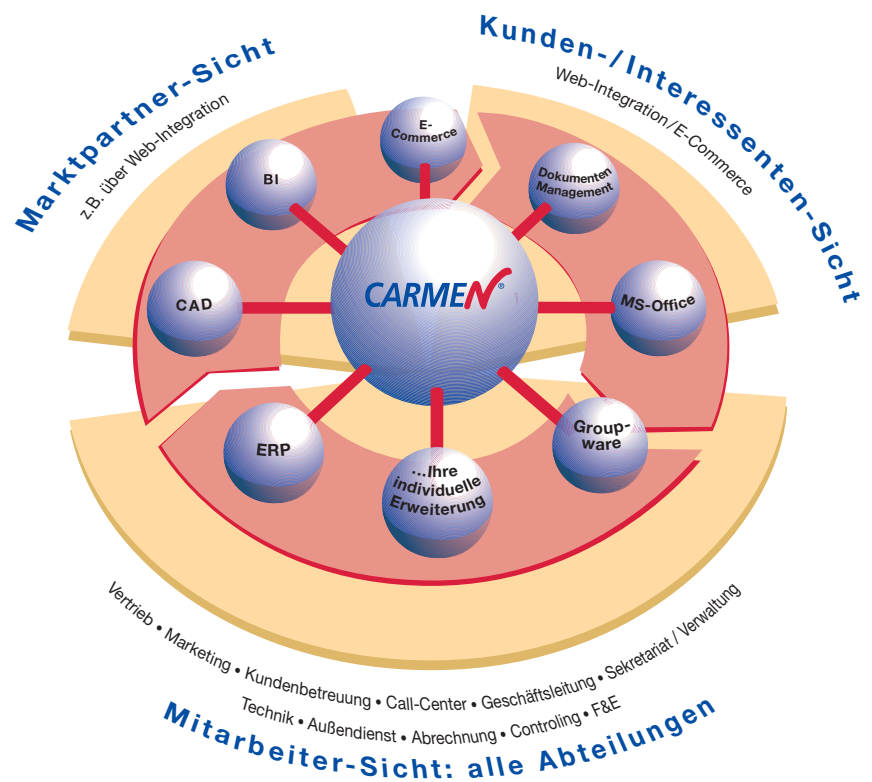 Marktpartner-Sicht
z.B. über Web-Integration
Kunden-/Interessenten-Sicht
Web-Integration/E-Commerce
E-
Commerce
BI
Dokumenten
Management
CAD
CARMEN®
MS-Office
ERP
Group-
ware
...Ihre
individuelle
Erweiterung
Vertrieb • Marketing • Kundenbetreuung • Call-Center • Geschäftsleitung • Sekretariat / Verwaltung
Technik • Außendienst • Abrechnung • Controling • F&E
Mitarbeiter-Sicht: alle Abteilungen